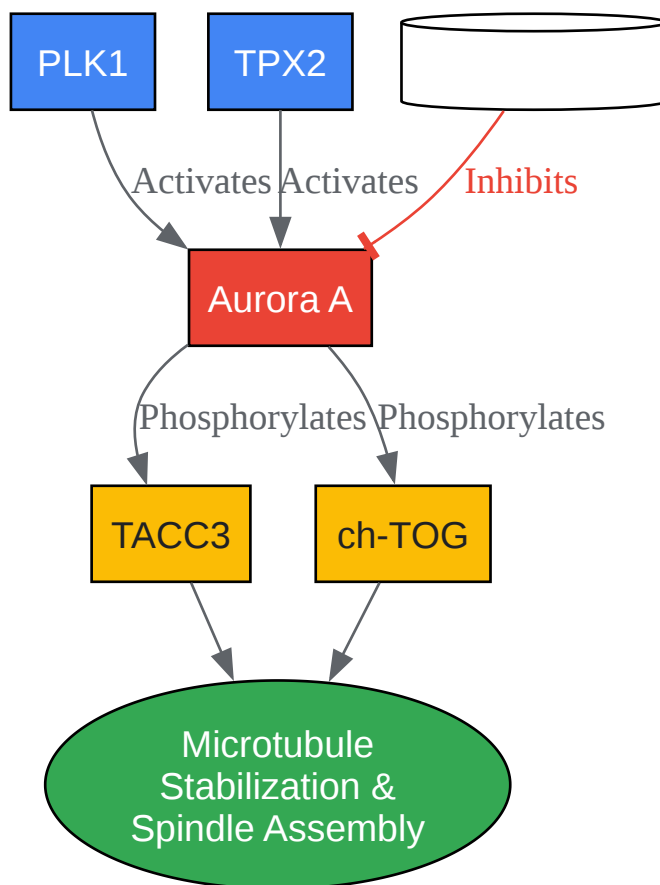 PLK1
TPX2
Activates
Activates
Inhibits
Aurora A
Phosphorylates
Phosphorylates
TACC3
ch-TOG
Microtubule
Stabilization &
Spindle Assembly